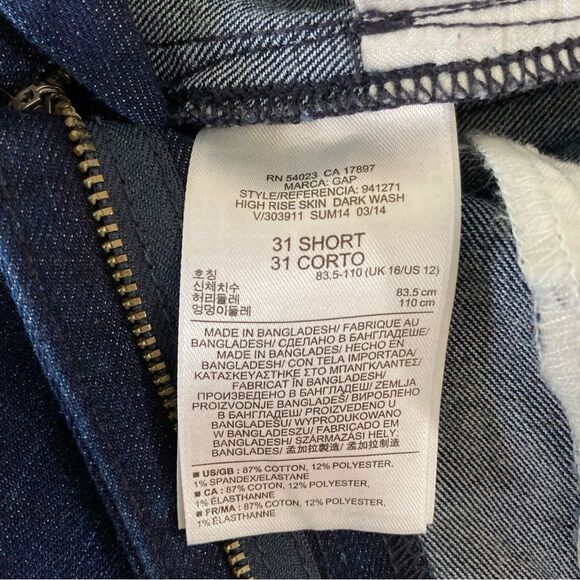 RN 54023 CA 17897
MARCA: GAP
STYLE/REFERENCIA: 941271
HIGH RISE SKIN DARK WASH
V/303911 SUM14 03/14
31 SHORT
31 CORTO
호칭 83.5-110 (UK 16/US 12)
신체치수
허리둘레 83.5 cm
엉덩이둘레 110 cm
MADE IN BANGLADESH/ FABRIQUE AU
BANGLADESH/ СДЕЛАНО В БАНГЛАДЕШЕ/
MADE IN BANGLADESH/ HECHO EN
BANGLADESH/ CON TELA IMPORTADA/
ΚΑΤΑΣΚΕΥΑΣΤΗΚΕ ΣΤΟ ΜΠΑΝΓΚΛΑΝΤΕΣ/
FABRICAT ÎN BANGLADESH/
ПРОИЗВЕДЕНО В БАНГЛАДЕШ/ ZEMLJA
PROIZVODNJE BANGLADEŠ/ ВИРОБЛЕНО
В БАНГЛАДЕШ/ PROIZVEDENO U
BANGLADEŠU/ WYPRODUKOWANO
W BANGLADESZU/ FABRICADO EM
BANGLADESH/ SZÁRMAZÁSI HELY:
BANGLADES/ 孟加拉制造/ 孟加拉製造
US/GB : 87% COTTON, 12% POLYESTER,
1% SPANDEX/ELASTANE
CA : 87% COTON, 12% POLYESTER,
1% ÉLASTHANNE
FR/MA : 87% COTON, 12% POLYESTER,
1% ÉLASTHANNE